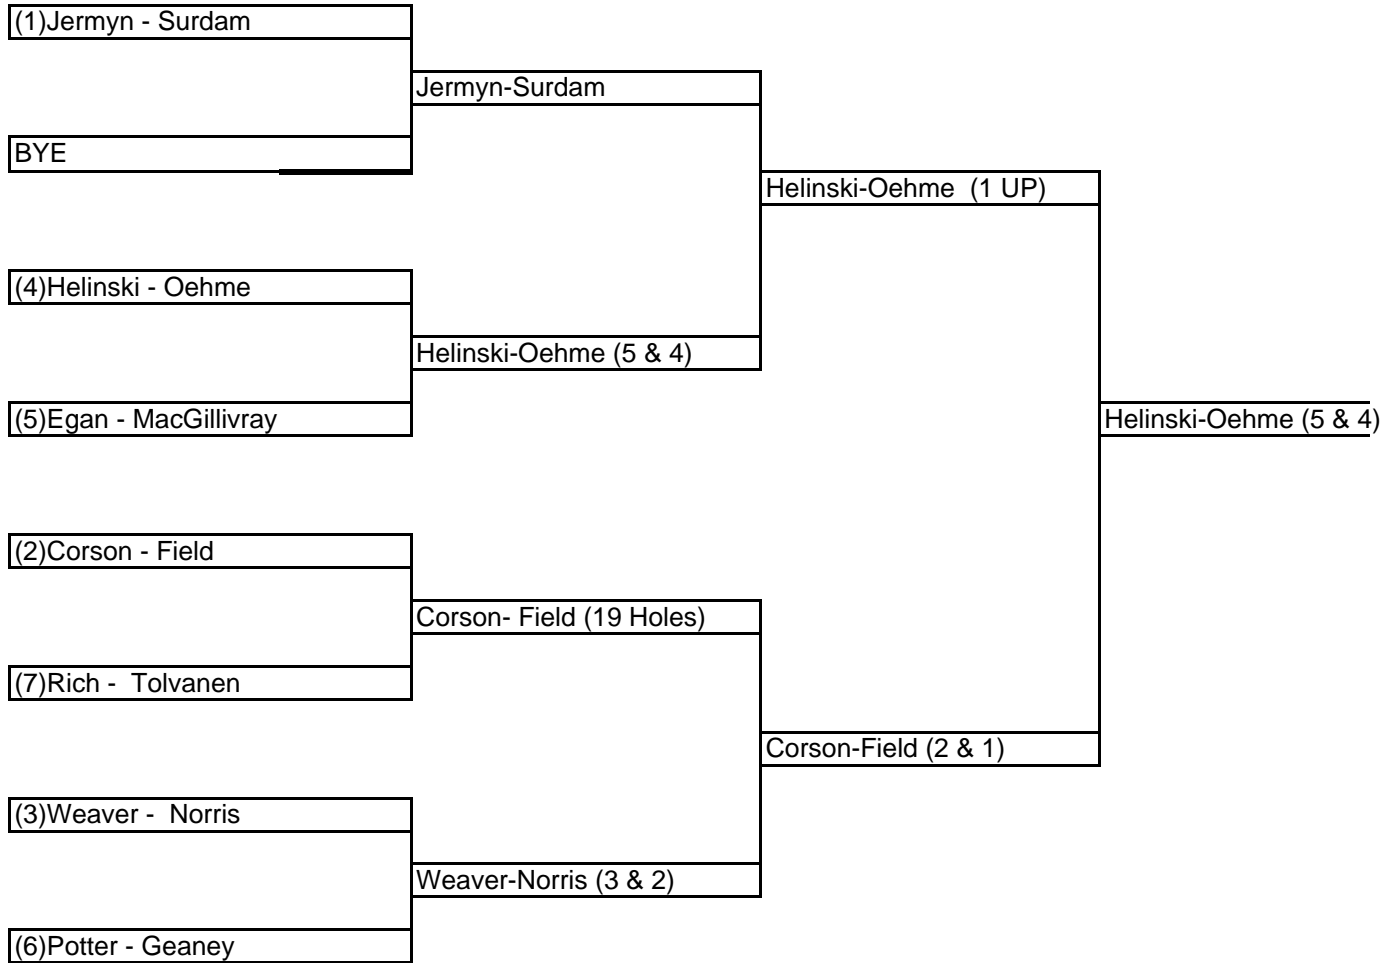 (1)Jermyn - Surdam
Jermyn-Surdam
BYE
Helinski-Oehme  (1 UP)
(4)Helinski - Oehme
Helinski-Oehme (5 & 4)
(5)Egan - MacGillivray
Helinski-Oehme (5 & 4)
(2)Corson - Field
Corson- Field (19 Holes)
(7)Rich -  Tolvanen
Corson-Field (2 & 1)
(3)Weaver -  Norris
Weaver-Norris (3 & 2)
(6)Potter - Geaney